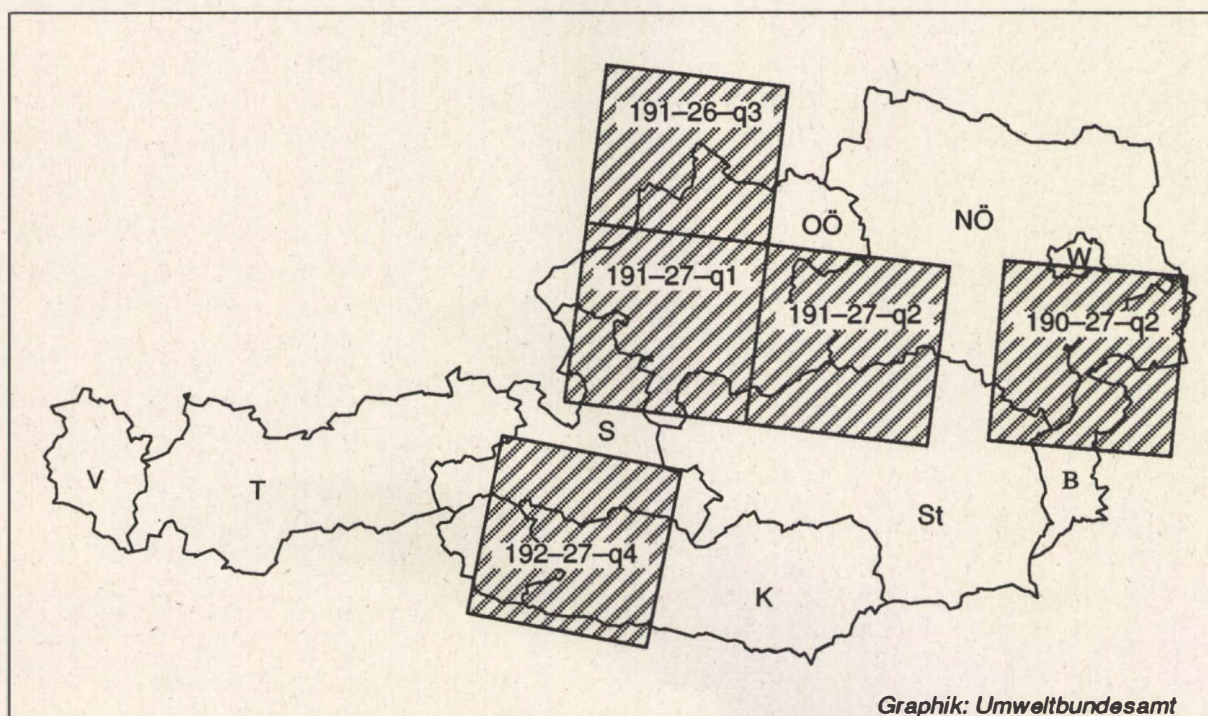 191–26–q3
OÖ
NÖ
W
191–27–q1
191–27–q2
190–27–q2
S
V
T
B
St
192–27–q4
K
Graphik: Umweltbundesamt